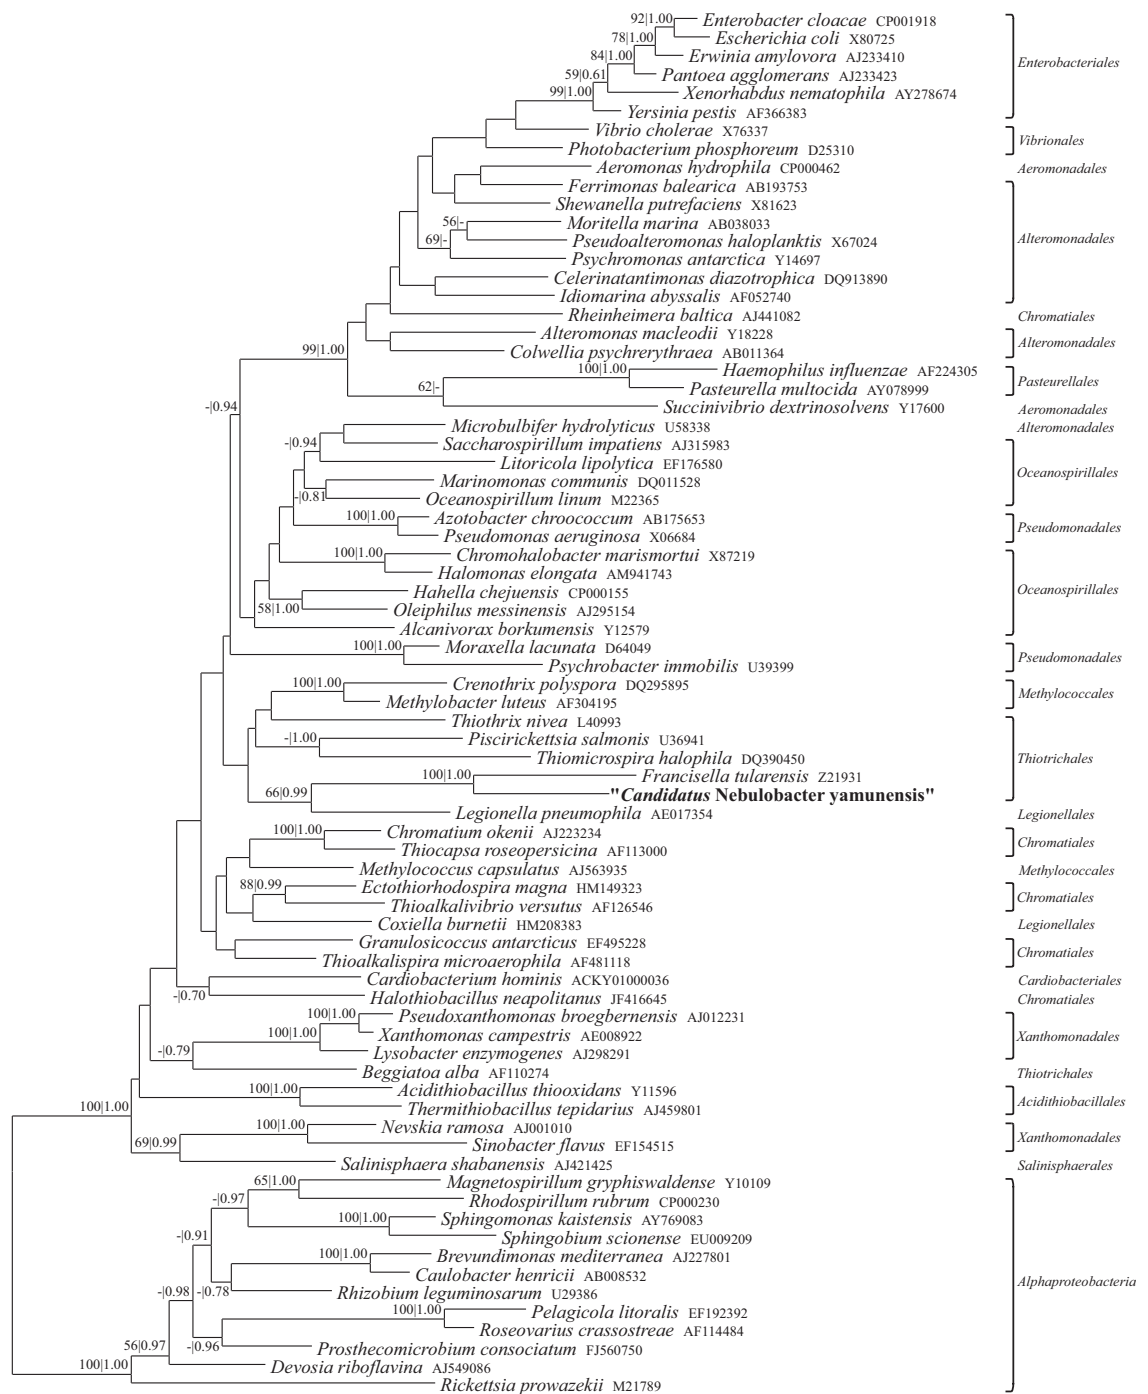 92|1.00 Enterobacter cloacae CP001918
78|1.00 Escherichia coli X80725
84|1.00 Erwinia amylovora AJ233410
Enterobacteriales
59|0.61 Pantoea agglomerans AJ233423
99|1.00 Xenorhabdus nematophila AY278674
Yersinia pestis AF366383
Vibrio cholerae X76337
Vibrionales
Photobacterium phosphoreum D25310
Aeromonas hydrophila CP000462 Aeromonadales
Ferrimonas balearica AB193753
Shewanella putrefaciens X81623
56|- Moritella marina AB038033
69|- Pseudoalteromonas haloplanktis X67024 Alteromonadales
Psychromonas antarctica Y14697
Celerinatantimonas diazotrophica DQ913890
Idiomarina abyssalis AF052740
Rheinheimera baltica AJ441082 Chromatiales
Alteromonas macleodii Y18228
Alteromonadales
99|1.00 Colwellia psychrerythraea AB011364
100|1.00 Haemophilus influenzae AF224305
Pasteurellales
62|- Pasteurella multocida AY078999
-|0.94 Succinivibrio dextrinosolvens Y17600 Aeromonadales
Microbulbifer hydrolyticus U58338 Alteromonadales
-|0.94 Saccharospirillum impatiens AJ315983
Litoricola lipolytica EF176580
Oceanospirillales
Marinomonas communis DQ011528
-|0.81 Oceanospirillum linum M22365
100|1.00 Azotobacter chroococcum AB175653
Pseudomonadales
Pseudomonas aeruginosa X06684
100|1.00 Chromohalobacter marismortui X87219
Halomonas elongata AM941743
Hahella chejuensis CP000155 Oceanospirillales
58|1.00 Oleiphilus messinensis AJ295154
Alcanivorax borkumensis Y12579
100|1.00 Moraxella lacunata D64049
Pseudomonadales
Psychrobacter immobilis U39399
100|1.00 Crenothrix polyspora DQ295895
Methylococcales
Methylobacter luteus AF304195
Thiothrix nivea L40993
-|1.00 Piscirickettsia salmonis U36941
Thiomicrospira halophila DQ390450 Thiotrichales
100|1.00 Francisella tularensis Z21931
66|0.99 "Candidatus Nebulobacter yamunensis"
Legionella pneumophila AE017354 Legionellales
100|1.00 Chromatium okenii AJ223234
Chromatiales
Thiocapsa roseopersicina AF113000
Methylococcus capsulatus AJ563935 Methylococcales
88|0.99 Ectothiorhodospira magna HM149323
Chromatiales
Thioalkalivibrio versutus AF126546
Coxiella burnetii HM208383 Legionellales
Granulosicoccus antarcticus EF495228
Chromatiales
Thioalkalispira microaerophila AF481118
Cardiobacterium hominis ACKY01000036 Cardiobacteriales
-|0.70 Halothiobacillus neapolitanus JF416645 Chromatiales
100|1.00 Pseudoxanthomonas broegbernensis AJ012231
100|1.00 Xanthomonas campestris AE008922 Xanthomonadales
-|0.79 Lysobacter enzymogenes AJ298291
Beggiatoa alba AF110274 Thiotrichales
100|1.00 Acidithiobacillus thiooxidans Y11596
Acidithiobacillales
100|1.00 Thermithiobacillus tepidarius AJ459801
100|1.00 Nevskia ramosa AJ001010
Xanthomonadales
69|0.99 Sinobacter flavus EF154515
Salinisphaera shabanensis AJ421425 Salinisphaerales
65|1.00 Magnetospirillum gryphiswaldense Y10109
-|0.97 Rhodospirillum rubrum CP000230
100|1.00 Sphingomonas kaistensis AY769083
-|0.91 Sphingobium scionense EU009209
100|1.00 Brevundimonas mediterranea AJ227801
Caulobacter henricii AB008532
Alphaproteobacteria
-|0.98 -|0.78 Rhizobium leguminosarum U29386
100|1.00 Pelagicola litoralis EF192392
Roseovarius crassostreae AF114484
56|0.97 -|0.96 Prosthecomicrobium consociatum FJ560750
100|1.00 Devosia riboflavina AJ549086
Rickettsia prowazekii M21789